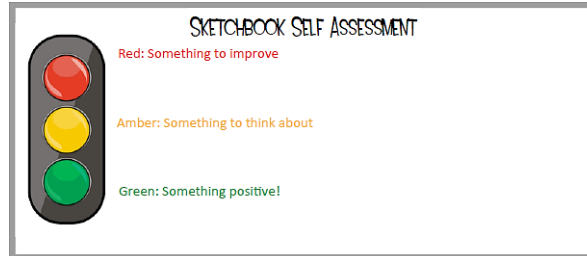 Sketchbook Self Assessment
Red: Something to improve
Amber: Something to think about
Green: Something positive!